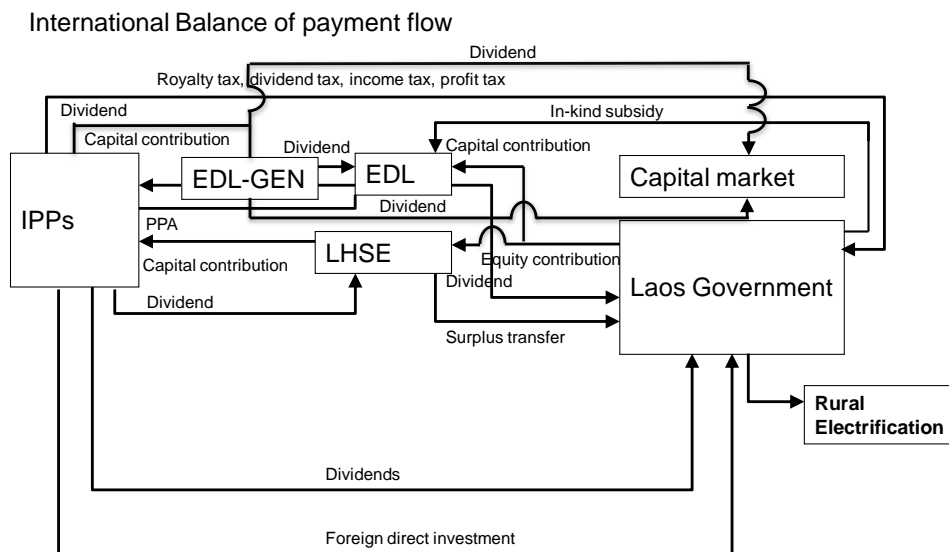 International Balance of payment flow
Dividend
Royalty tax, dividend tax, income tax, profit tax
Dividend
In-kind subsidy
Capital contribution
Dividend
Capital contribution
EDL-GEN
EDL
Capital market
IPPs
Dividend
PPA
LHSE
Equity contribution
Capital contribution
Dividend
Laos Government
Dividend
Surplus transfer
Rural
Electrification
Dividends
Foreign direct investment